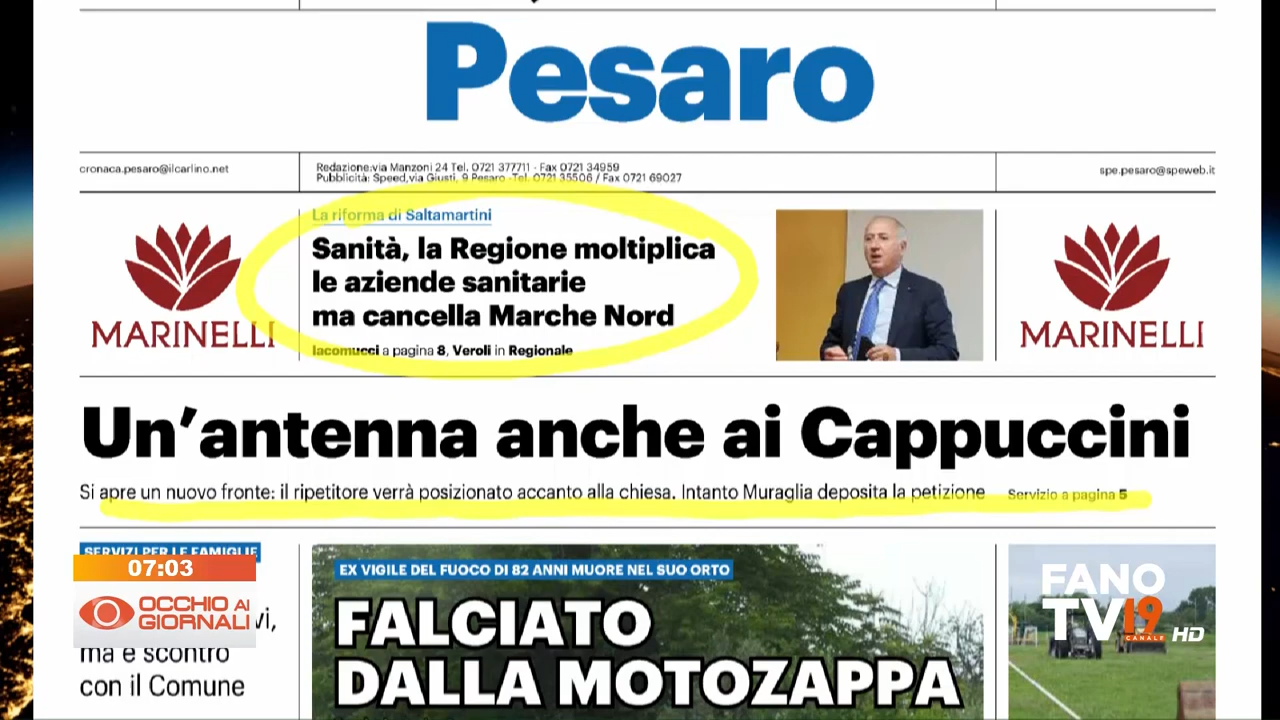 Pesaro
cronaca.pesaro@ilcarlino.net
Redazione:via Manzoni 24 Tel. 0721 377711 - Fax 0721 34959
Pubblicità: Speed,via Giusti, 9 Pesaro -Tel. 0721 35506 / Fax 0721 69027
spe.pesaro@speweb.it
MARINELLI
La riforma di Saltamartini
Sanità, la Regione moltiplica
le aziende sanitarie
ma cancella Marche Nord
Iacomucci a pagina 8, Veroli in Regionale
MARINELLI
Un'antenna anche ai Cappuccini
Si apre un nuovo fronte: il ripetitore verrà posizionato accanto alla chiesa. Intanto Muraglia deposita la petizione
Servizio a pagina 5
SERVIZI PER LE FAMIGLIE
07:03
OCCHIO AI
GIORNALI
ma è scontro
con il Comune
EX VIGILE DEL FUOCO DI 82 ANNI MUORE NEL SUO ORTO
FALCIATO
DALLA MOTOZAPPA
FANO
TV19
CANALE
HD